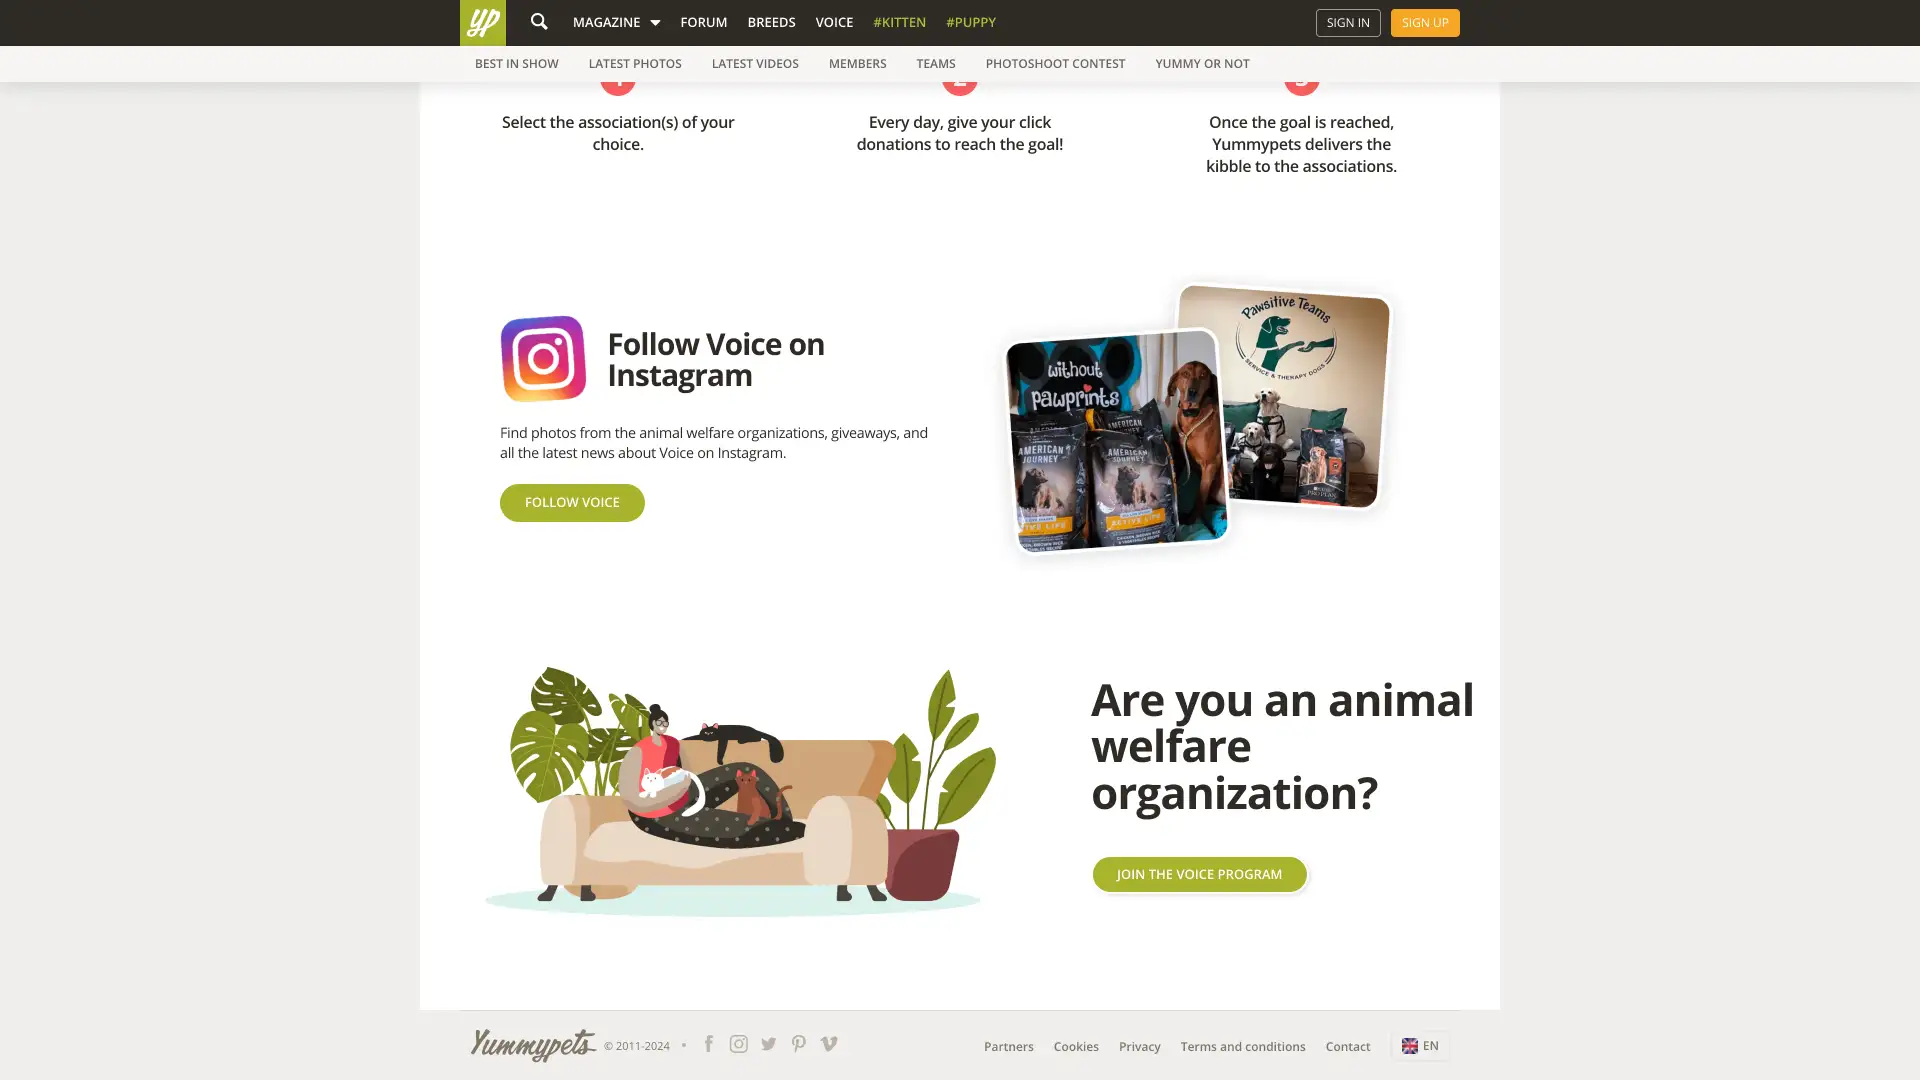 yp MAGAZINE FORUM BREEDS VOICE #KITTEN #PUPPY SIGN IN SIGN UP
BEST IN SHOW LATEST PHOTOS LATEST VIDEOS MEMBERS TEAMS PHOTOSHOOT CONTEST YUMMY OR NOT
Select the association(s) of your
choice.
Every day, give your click
donations to reach the goal!
Once the goal is reached,
Yummypets delivers the
kibble to the associations.
Follow Voice on
Instagram
Find photos from the animal welfare organizations, giveaways, and
all the latest news about Voice on Instagram.
FOLLOW VOICE
without
pawprints
AMERICAN
JOURNEY
ACTIVE LIFE
AMERICAN
JOURNEY
ACTIVE LIFE
Pawsitive Teams
SERVICE & THERAPY DOGS
PRO PLAN
Are you an animal
welfare
organization?
JOIN THE VOICE PROGRAM
Yummypets © 2011-2024 • Partners Cookies Privacy Terms and conditions Contact EN